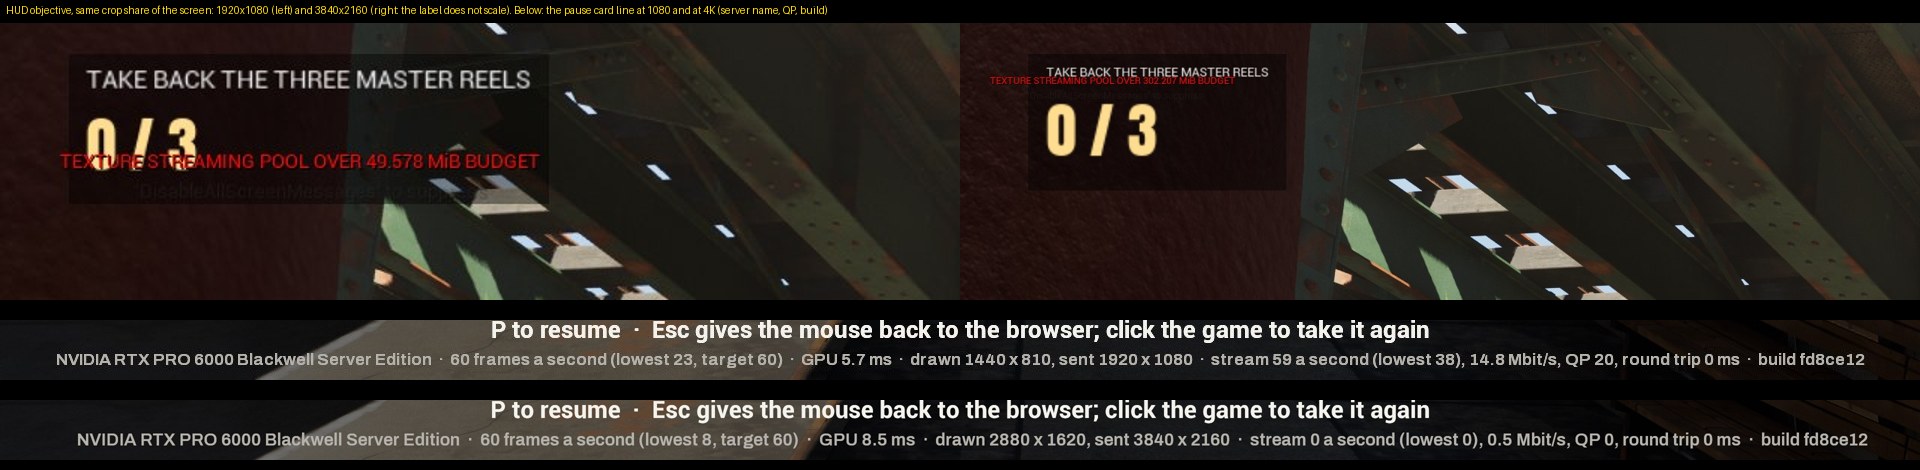 HUD objective, same crop share of the screen: 1920x1080 (left) and 3840x2160 (right: the label does not scale). Below: the pause card line at 1080 and at 4K (server name, QP, build)
TAKE BACK THE THREE MASTER REELS
0 / 3
TEXTURE STREAMING POOL OVER 49.578 MiB BUDGET
TAKE BACK THE THREE MASTER REELS
TEXTURE STREAMING POOL OVER 302.207 MiB BUDGET
0 / 3
P to resume · Esc gives the mouse back to the browser; click the game to take it again
NVIDIA RTX PRO 6000 Blackwell Server Edition · 60 frames a second (lowest 23, target 60) · GPU 5.7 ms · drawn 1440 x 810, sent 1920 x 1080 · stream 59 a second (lowest 38), 14.8 Mbit/s, QP 20, round trip 0 ms · build fd8ce12
P to resume · Esc gives the mouse back to the browser; click the game to take it again
NVIDIA RTX PRO 6000 Blackwell Server Edition · 60 frames a second (lowest 8, target 60) · GPU 8.5 ms · drawn 2880 x 1620, sent 3840 x 2160 · stream 0 a second (lowest 0), 0.5 Mbit/s, QP 0, round trip 0 ms · build fd8ce12